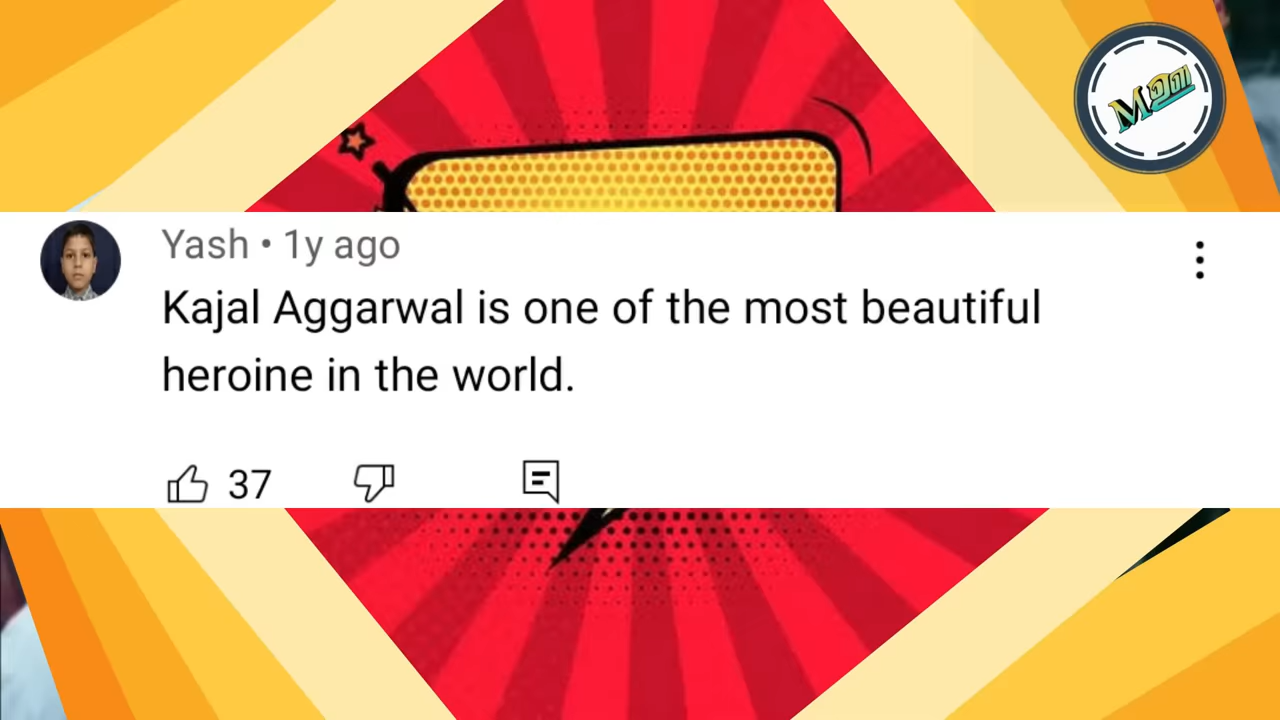 Yash • 1y ago
Kajal Aggarwal is one of the most beautiful
heroine in the world.
37